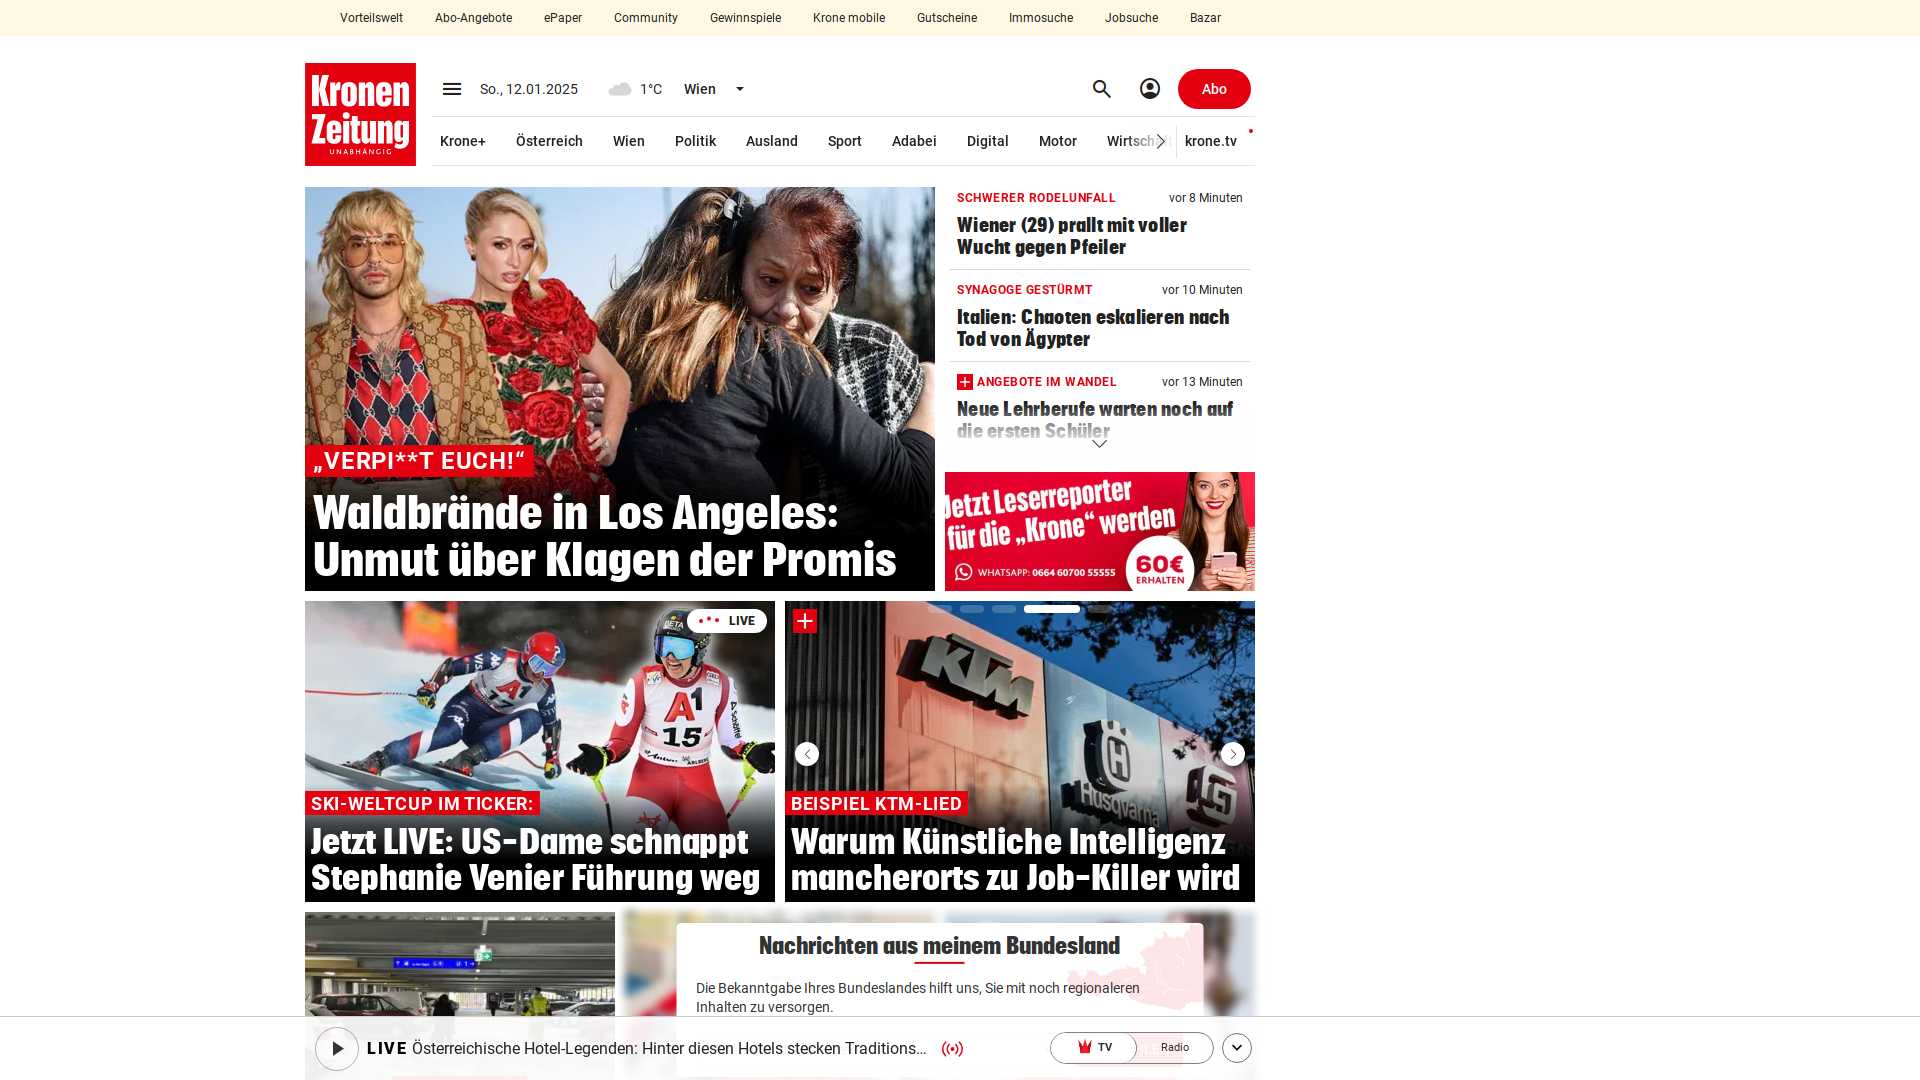 Vorteilswelt Abo-Angebote ePaper Community Gewinnspiele Krone mobile Gutscheine Immosuche Jobsuche Bazar
Kronen
Zeitung
UNABHÄNGIG
So., 12.01.2025 1°C Wien Abo
Krone+ Österreich Wien Politik Ausland Sport Adabei Digital Motor Wirtschaft krone.tv
„VERPI**T EUCH!“
Waldbrände in Los Angeles:
Unmut über Klagen der Promis
SCHWERER RODELUNFALL vor 8 Minuten
Wiener (29) prallt mit voller
Wucht gegen Pfeiler
SYNAGOGE GESTÜRMT vor 10 Minuten
Italien: Chaoten eskalieren nach
Tod von Ägypter
ANGEBOTE IM WANDEL vor 13 Minuten
Neue Lehrberufe warten noch auf
die ersten Schüler
Jetzt Leserreporter
für die „Krone“ werden
WHATSAPP: 0664 60700 55555
60€
ERHALTEN
LIVE
BETA
A1
A1
15
SKI-WELTCUP IM TICKER:
Jetzt LIVE: US-Dame schnappt
Stephanie Venier Führung weg
KTM
Husqvarna
BEISPIEL KTM-LIED
Warum Künstliche Intelligenz
mancherorts zu Job-Killer wird
Nachrichten aus meinem Bundesland
Die Bekanntgabe Ihres Bundeslandes hilft uns, Sie mit noch regionaleren
Inhalten zu versorgen.
LIVE Österreichische Hotel-Legenden: Hinter diesen Hotels stecken Traditions... TV Radio